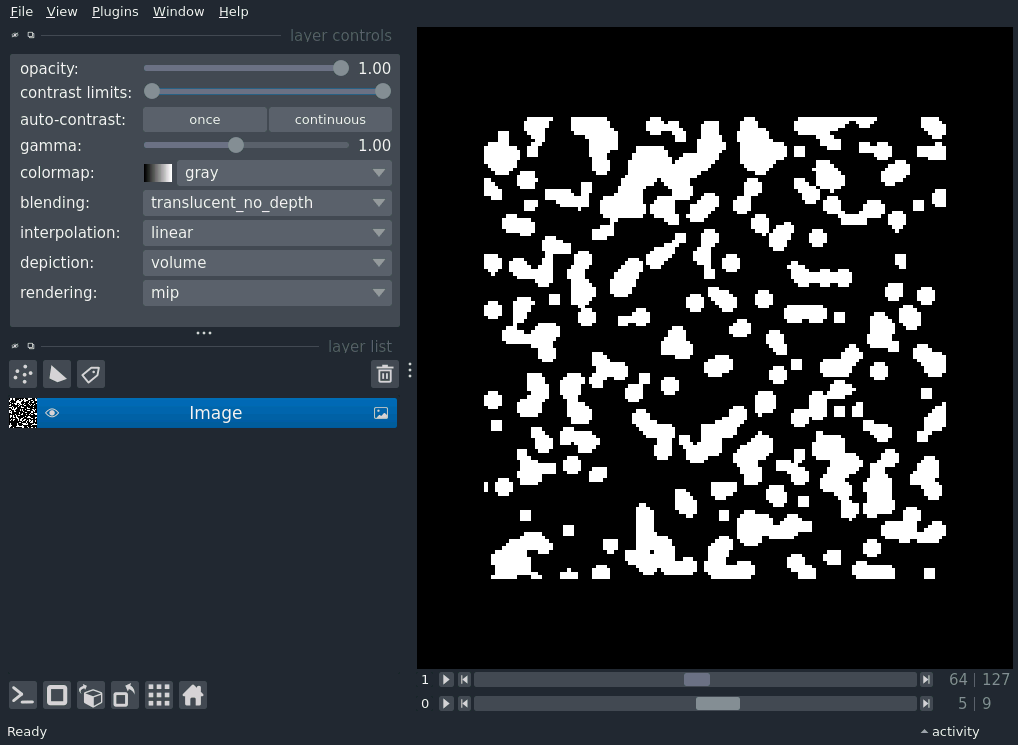 File View Plugins Window Help
layer controls
opacity: 1.00
contrast limits:
auto-contrast: once continuous
gamma: 1.00
colormap: gray
blending: translucent_no_depth
interpolation: linear
depiction: volume
rendering: mip
layer list
Image
1 64 | 127
0 5 | 9
Ready activity